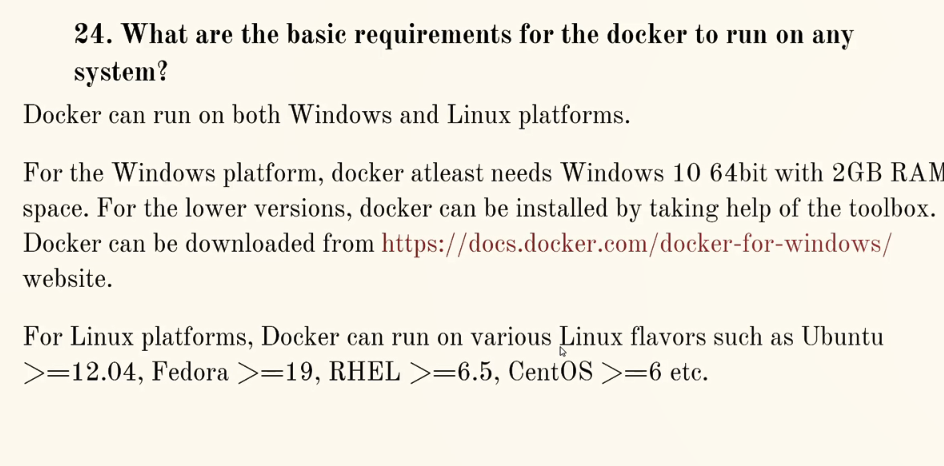 24. What are the basic requirements for the docker to run on any
system?
Docker can run on both Windows and Linux platforms.
For the Windows platform, docker atleast needs Windows 10 64bit with 2GB RAM
space. For the lower versions, docker can be installed by taking help of the toolbox.
Docker can be downloaded from https://docs.docker.com/docker-for-windows/
website.
For Linux platforms, Docker can run on various Linux flavors such as Ubuntu
>=12.04, Fedora >=19, RHEL >=6.5, CentOS >=6 etc.